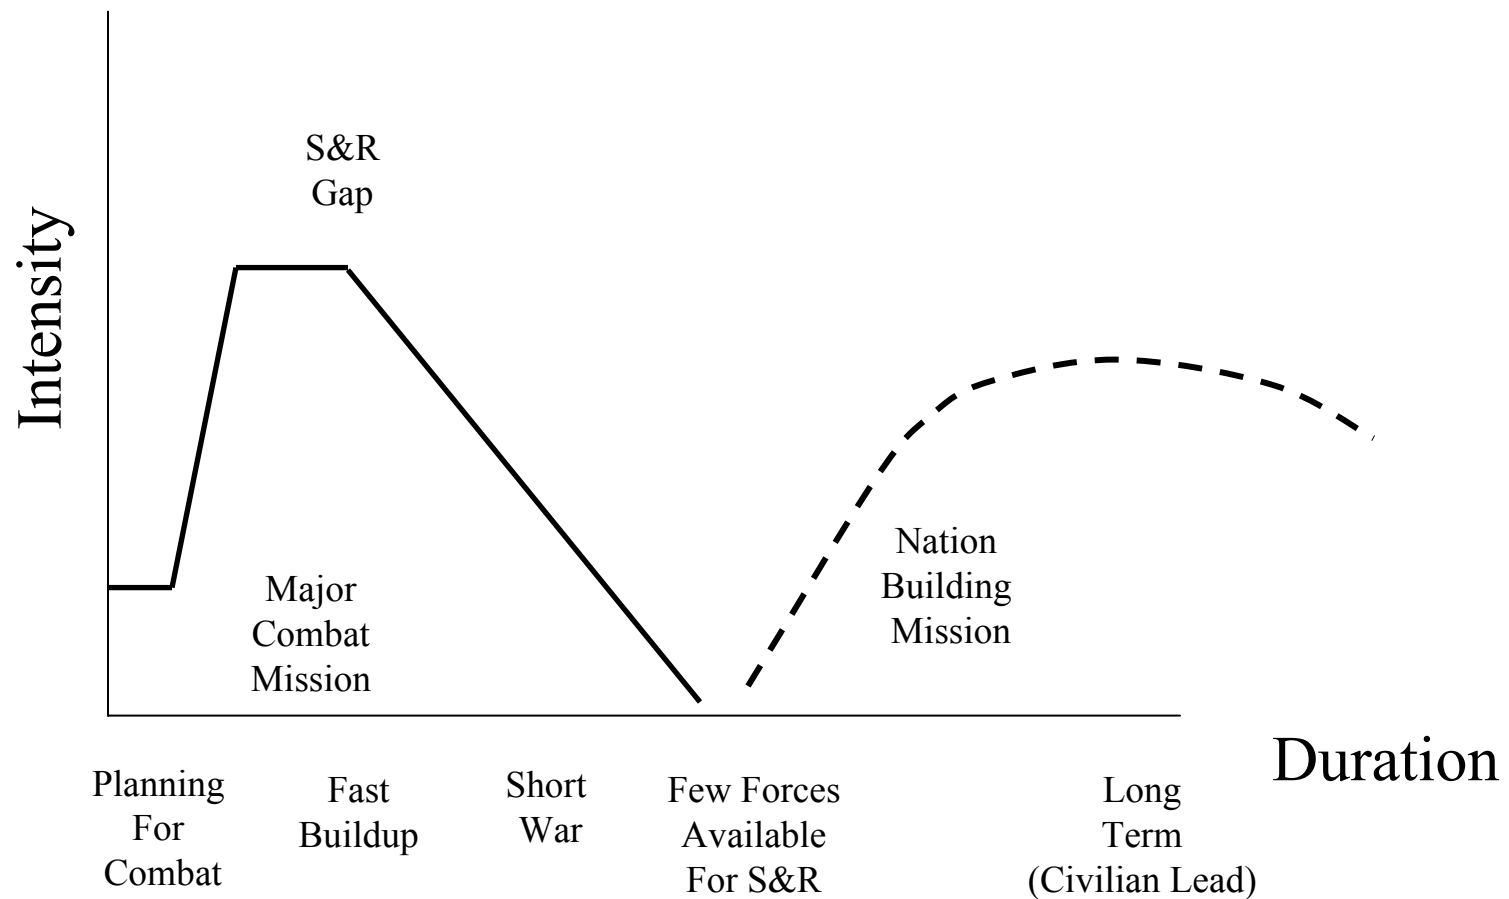 S&R
Gap
Intensity
Major
Combat
Mission
Nation
Building
Mission
Duration
Planning
For
Combat
Fast
Buildup
Short
War
Few Forces
Available
For S&R
Long
Term
(Civilian Lead)